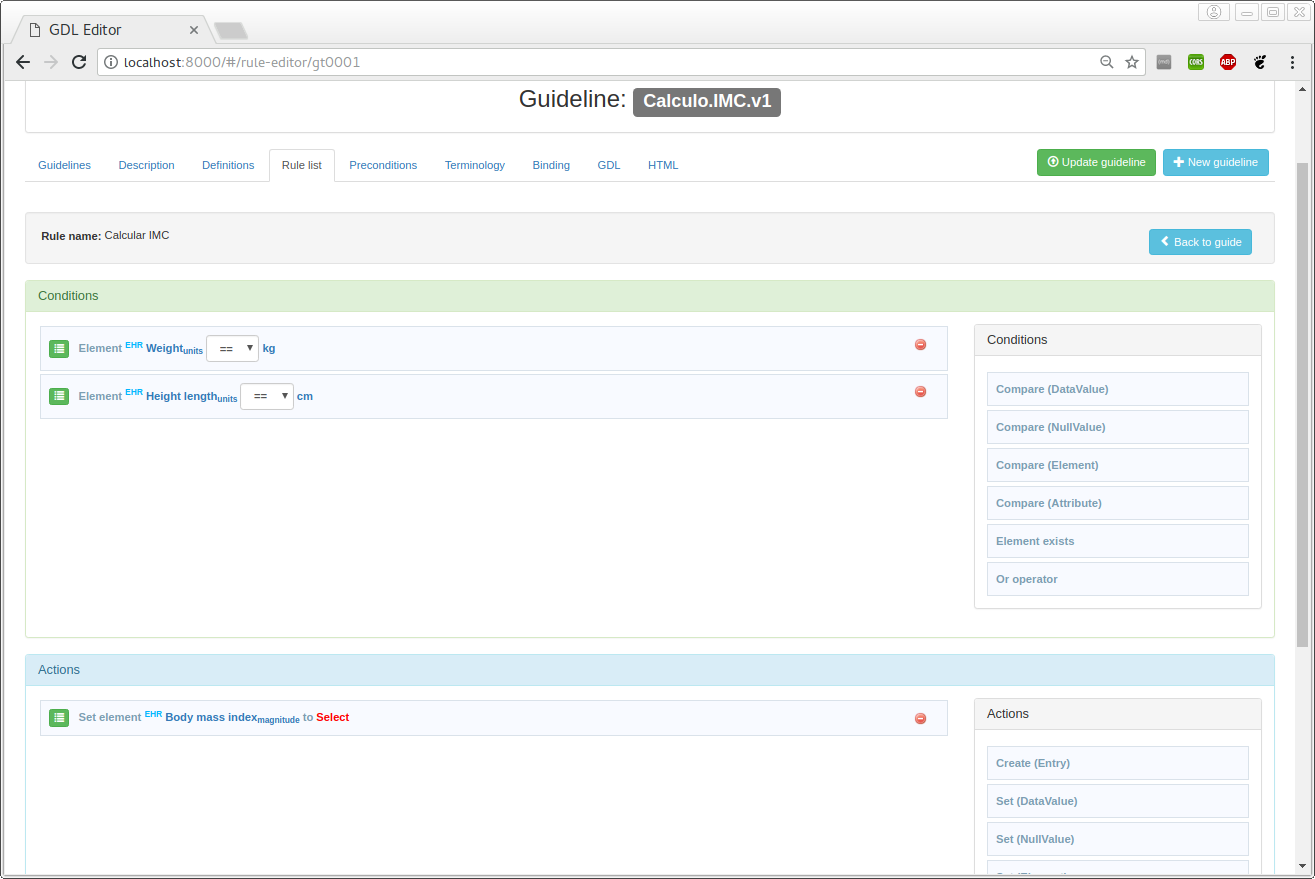 GDL Editor
localhost:8000/#/rule-editor/gt0001
CORS
ABP
Guideline: Calculo.IMC.v1
Guidelines Description Definitions Rule list Preconditions Terminology Binding GDL HTML Update guideline New guideline
Rule name: Calcular IMC
Back to guide
Conditions
Element EHR Weight units == kg
Element EHR Height length units == cm
Conditions
Compare (DataValue)
Compare (NullValue)
Compare (Element)
Compare (Attribute)
Element exists
Or operator
Actions
Set element EHR Body mass index magnitude to Select
Actions
Create (Entry)
Set (DataValue)
Set (NullValue)